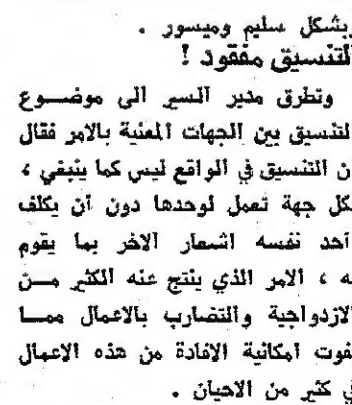 وبشكل سليم وميسور .
التنسيق مفقود !
وتطرق مدير السير الى موضوع
التنسيق بين الجهات المعنية بالامر فقال
ان التنسيق في الواقع ليس كما ينبغي ،
فكل جهة تعمل لوحدها دون أن يكلف
أحد نفسه اشعار الاخر بما يقوم
به ، الامر الذي ينتج عنه الكثير من
الازدواجية والتضارب بالاعمال مما
يفوت امكانية الافادة من هذه الاعمال
في كثير من الاحيان .